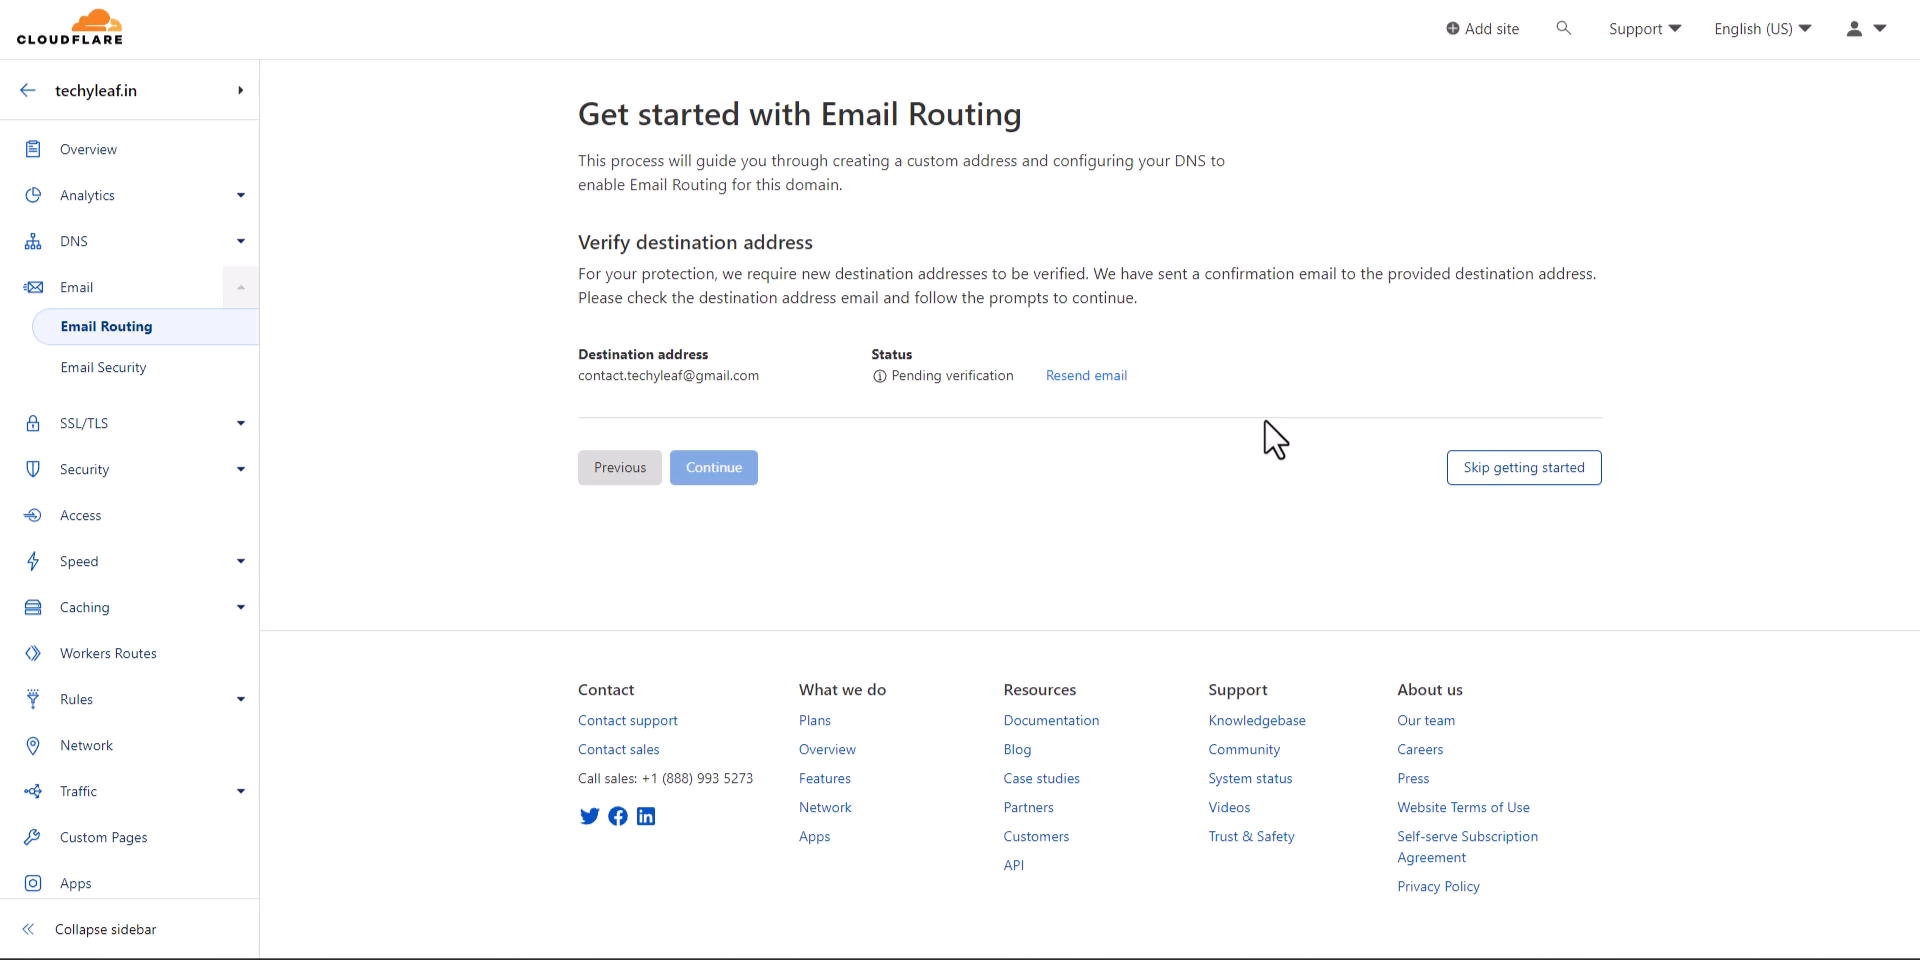 CLOUDFLARE
Add site
Support
English (US)
techyleaf.in
Overview
Analytics
DNS
Email
Email Routing
Email Security
SSL/TLS
Security
Access
Speed
Caching
Workers Routes
Rules
Network
Traffic
Custom Pages
Apps
Collapse sidebar
Get started with Email Routing
This process will guide you through creating a custom address and configuring your DNS to
enable Email Routing for this domain.
Verify destination address
For your protection, we require new destination addresses to be verified. We have sent a confirmation email to the provided destination address.
Please check the destination address email and follow the prompts to continue.
Destination address
contact.techyleaf@gmail.com
Status
Pending verification
Resend email
Previous
Continue
Skip getting started
Contact
Contact support
Contact sales
Call sales: +1 (888) 993 5273
What we do
Plans
Overview
Features
Network
Apps
Resources
Documentation
Blog
Case studies
Partners
Customers
API
Support
Knowledgebase
Community
System status
Videos
Trust & Safety
About us
Our team
Careers
Press
Website Terms of Use
Self-serve Subscription
Agreement
Privacy Policy